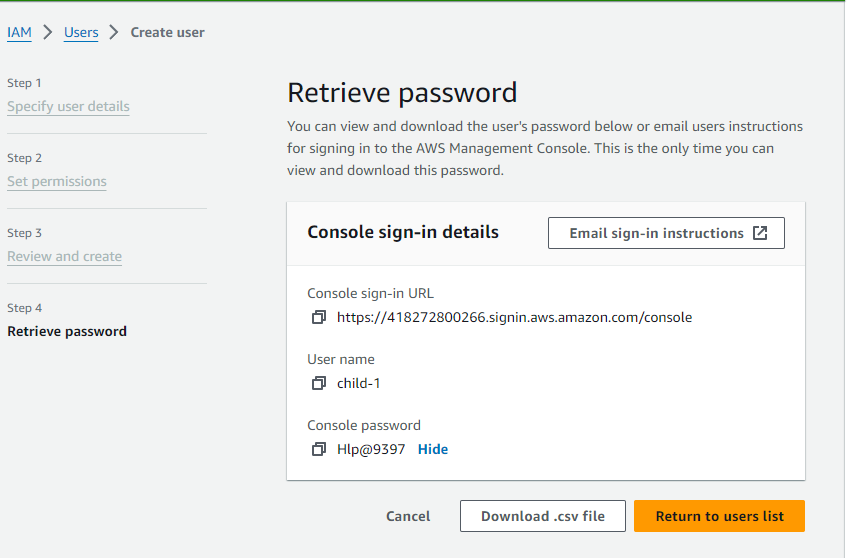 IAM > Users > Create user
Step 1
Specify user details
Step 2
Set permissions
Step 3
Review and create
Step 4
Retrieve password
Retrieve password
You can view and download the user's password below or email users instructions
for signing in to the AWS Management Console. This is the only time you can
view and download this password.
Console sign-in details
Email sign-in instructions
Console sign-in URL
https://418272800266.signin.aws.amazon.com/console
User name
child-1
Console password
Hlp@9397 Hide
Cancel
Download .csv file
Return to users list